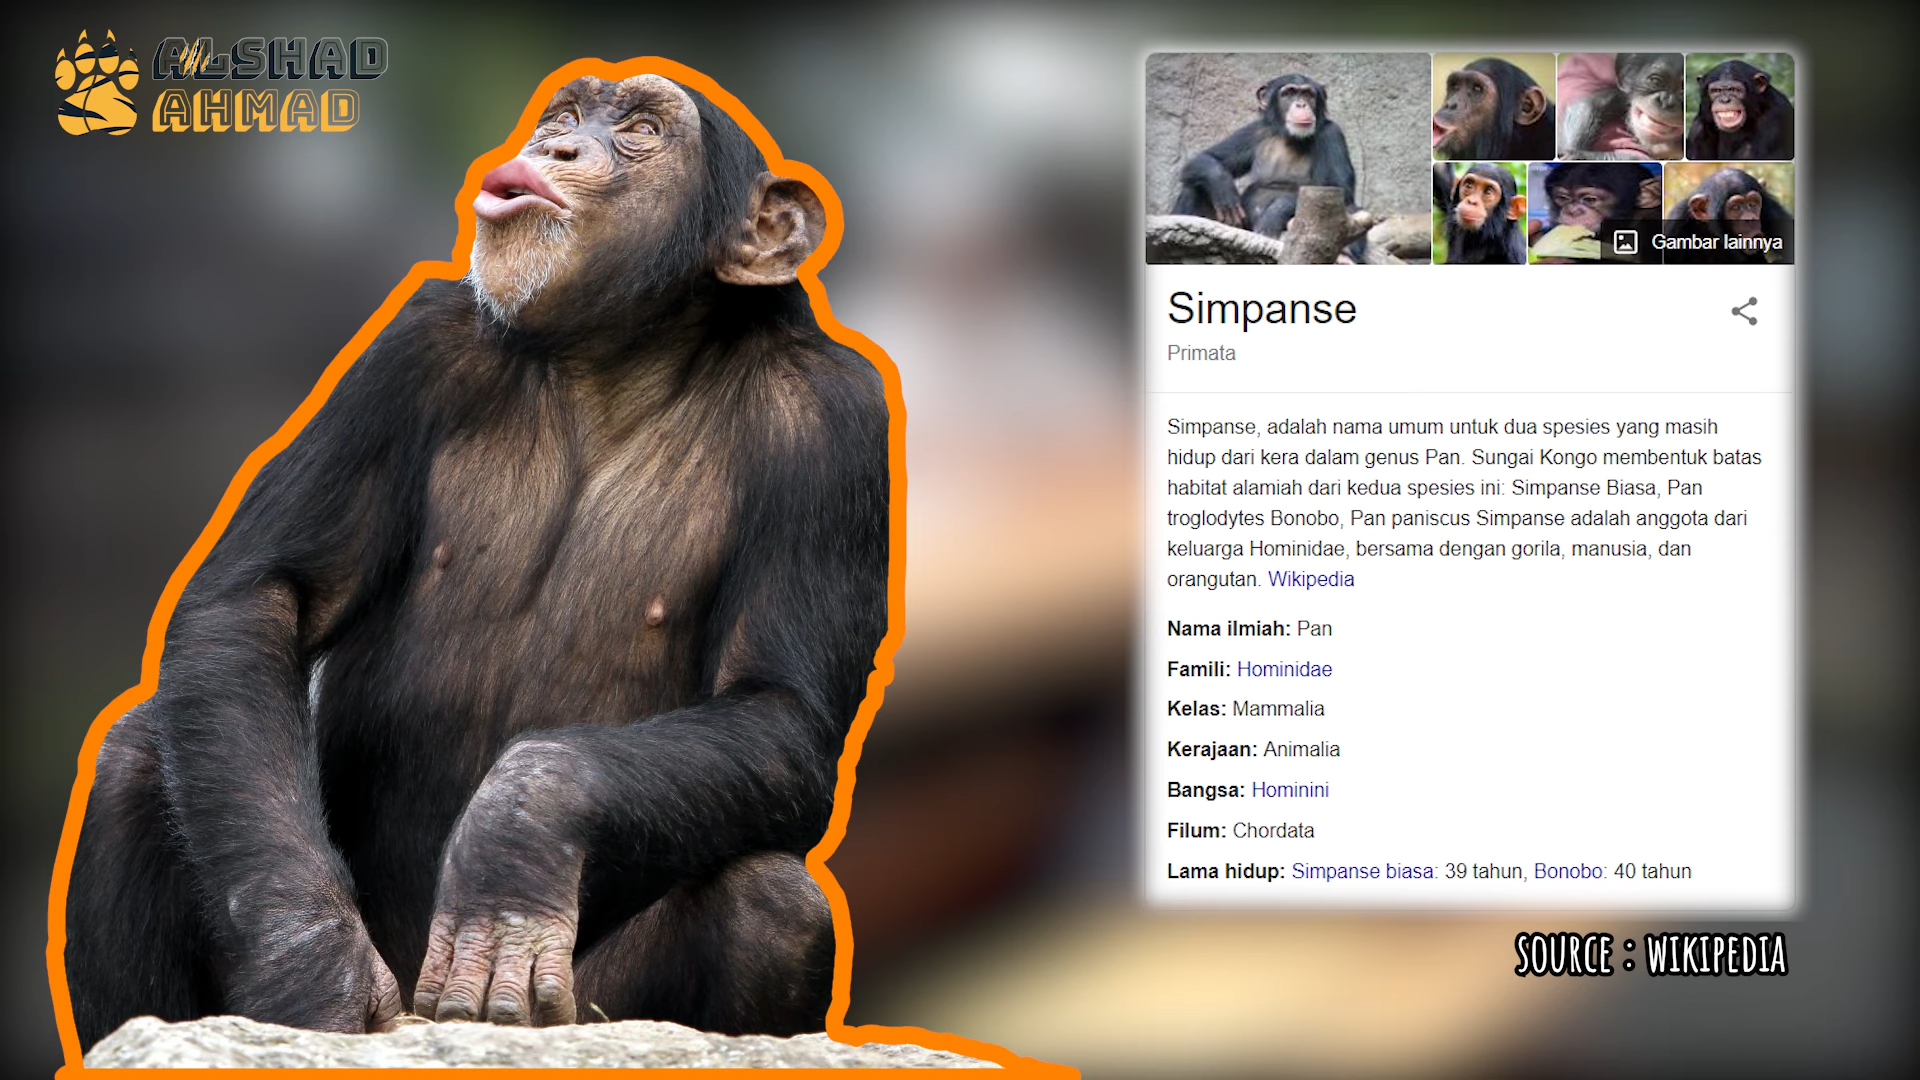 ALSHAD
AHMAD
Gambar lainnya
Simpanse
Primata
Simpanse, adalah nama umum untuk dua spesies yang masih
hidup dari kera dalam genus Pan. Sungai Kongo membentuk batas
habitat alamiah dari kedua spesies ini: Simpanse Biasa, Pan
troglodytes Bonobo, Pan paniscus Simpanse adalah anggota dari
keluarga Hominidae, bersama dengan gorila, manusia, dan
orangutan. Wikipedia
Nama ilmiah: Pan
Famili: Hominidae
Kelas: Mammalia
Kerajaan: Animalia
Bangsa: Hominini
Filum: Chordata
Lama hidup: Simpanse biasa: 39 tahun, Bonobo: 40 tahun
SOURCE : WIKIPEDIA